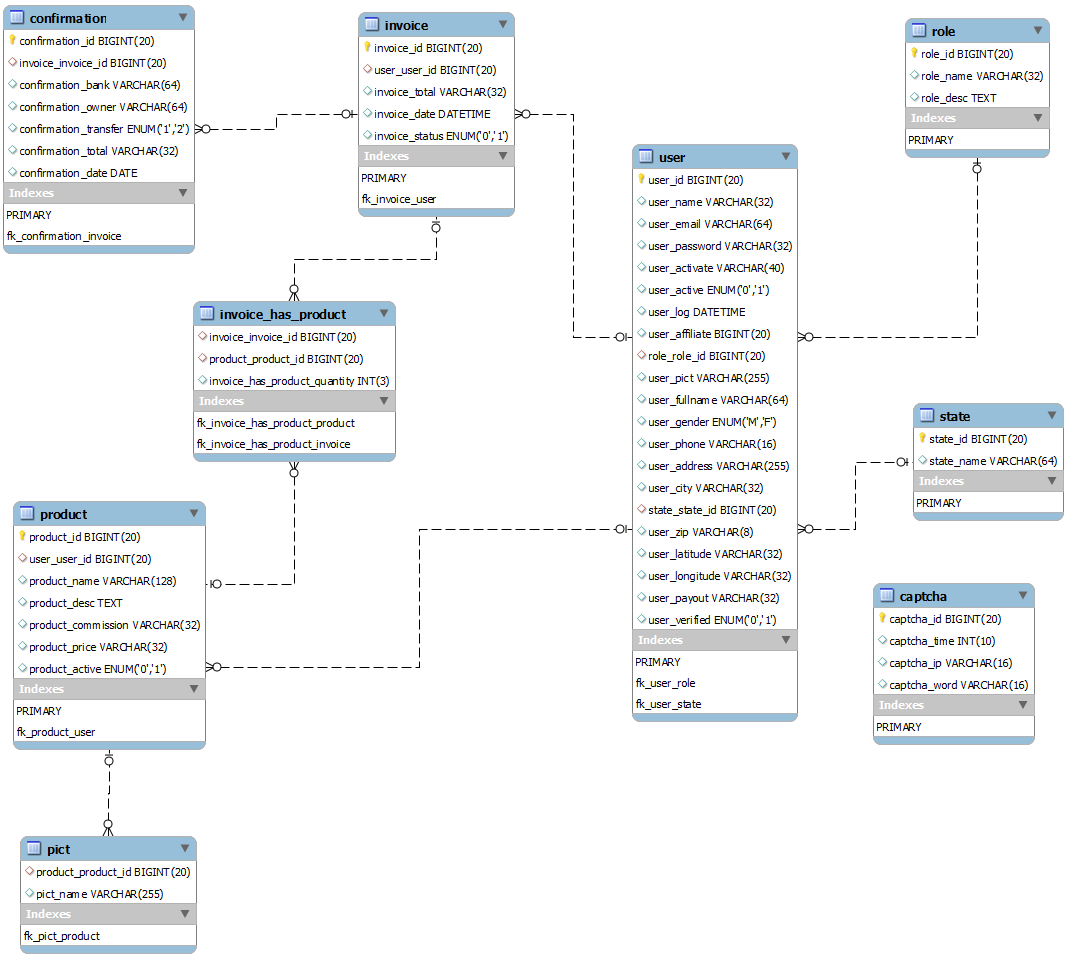 confirmation
confirmation_id BIGINT(20)
invoice_invoice_id BIGINT(20)
confirmation_bank VARCHAR(64)
confirmation_owner VARCHAR(64)
confirmation_transfer ENUM('1','2')
confirmation_total VARCHAR(32)
confirmation_date DATE
Indexes
PRIMARY
fk_confirmation_invoice
invoice
invoice_id BIGINT(20)
user_user_id BIGINT(20)
invoice_total VARCHAR(32)
invoice_date DATETIME
invoice_status ENUM('0','1')
Indexes
PRIMARY
fk_invoice_user
role
role_id BIGINT(20)
role_name VARCHAR(32)
role_desc TEXT
Indexes
PRIMARY
user
user_id BIGINT(20)
user_name VARCHAR(32)
user_email VARCHAR(64)
user_password VARCHAR(32)
user_activate VARCHAR(40)
user_active ENUM('0','1')
user_log DATETIME
user_affiliate BIGINT(20)
role_role_id BIGINT(20)
user_pict VARCHAR(255)
user_fullname VARCHAR(64)
user_gender ENUM('M','F')
user_phone VARCHAR(16)
user_address VARCHAR(255)
user_city VARCHAR(32)
state_state_id BIGINT(20)
user_zip VARCHAR(8)
user_latitude VARCHAR(32)
user_longitude VARCHAR(32)
user_payout VARCHAR(32)
user_verified ENUM('0','1')
Indexes
PRIMARY
fk_user_role
fk_user_state
invoice_has_product
invoice_invoice_id BIGINT(20)
product_product_id BIGINT(20)
invoice_has_product_quantity INT(3)
Indexes
fk_invoice_has_product_product
fk_invoice_has_product_invoice
state
state_id BIGINT(20)
state_name VARCHAR(64)
Indexes
PRIMARY
product
product_id BIGINT(20)
user_user_id BIGINT(20)
product_name VARCHAR(128)
product_desc TEXT
product_commission VARCHAR(32)
product_price VARCHAR(32)
product_active ENUM('0','1')
Indexes
PRIMARY
fk_product_user
captcha
captcha_id BIGINT(20)
captcha_time INT(10)
captcha_ip VARCHAR(16)
captcha_word VARCHAR(16)
Indexes
PRIMARY
pict
product_product_id BIGINT(20)
pict_name VARCHAR(255)
Indexes
fk_pict_product